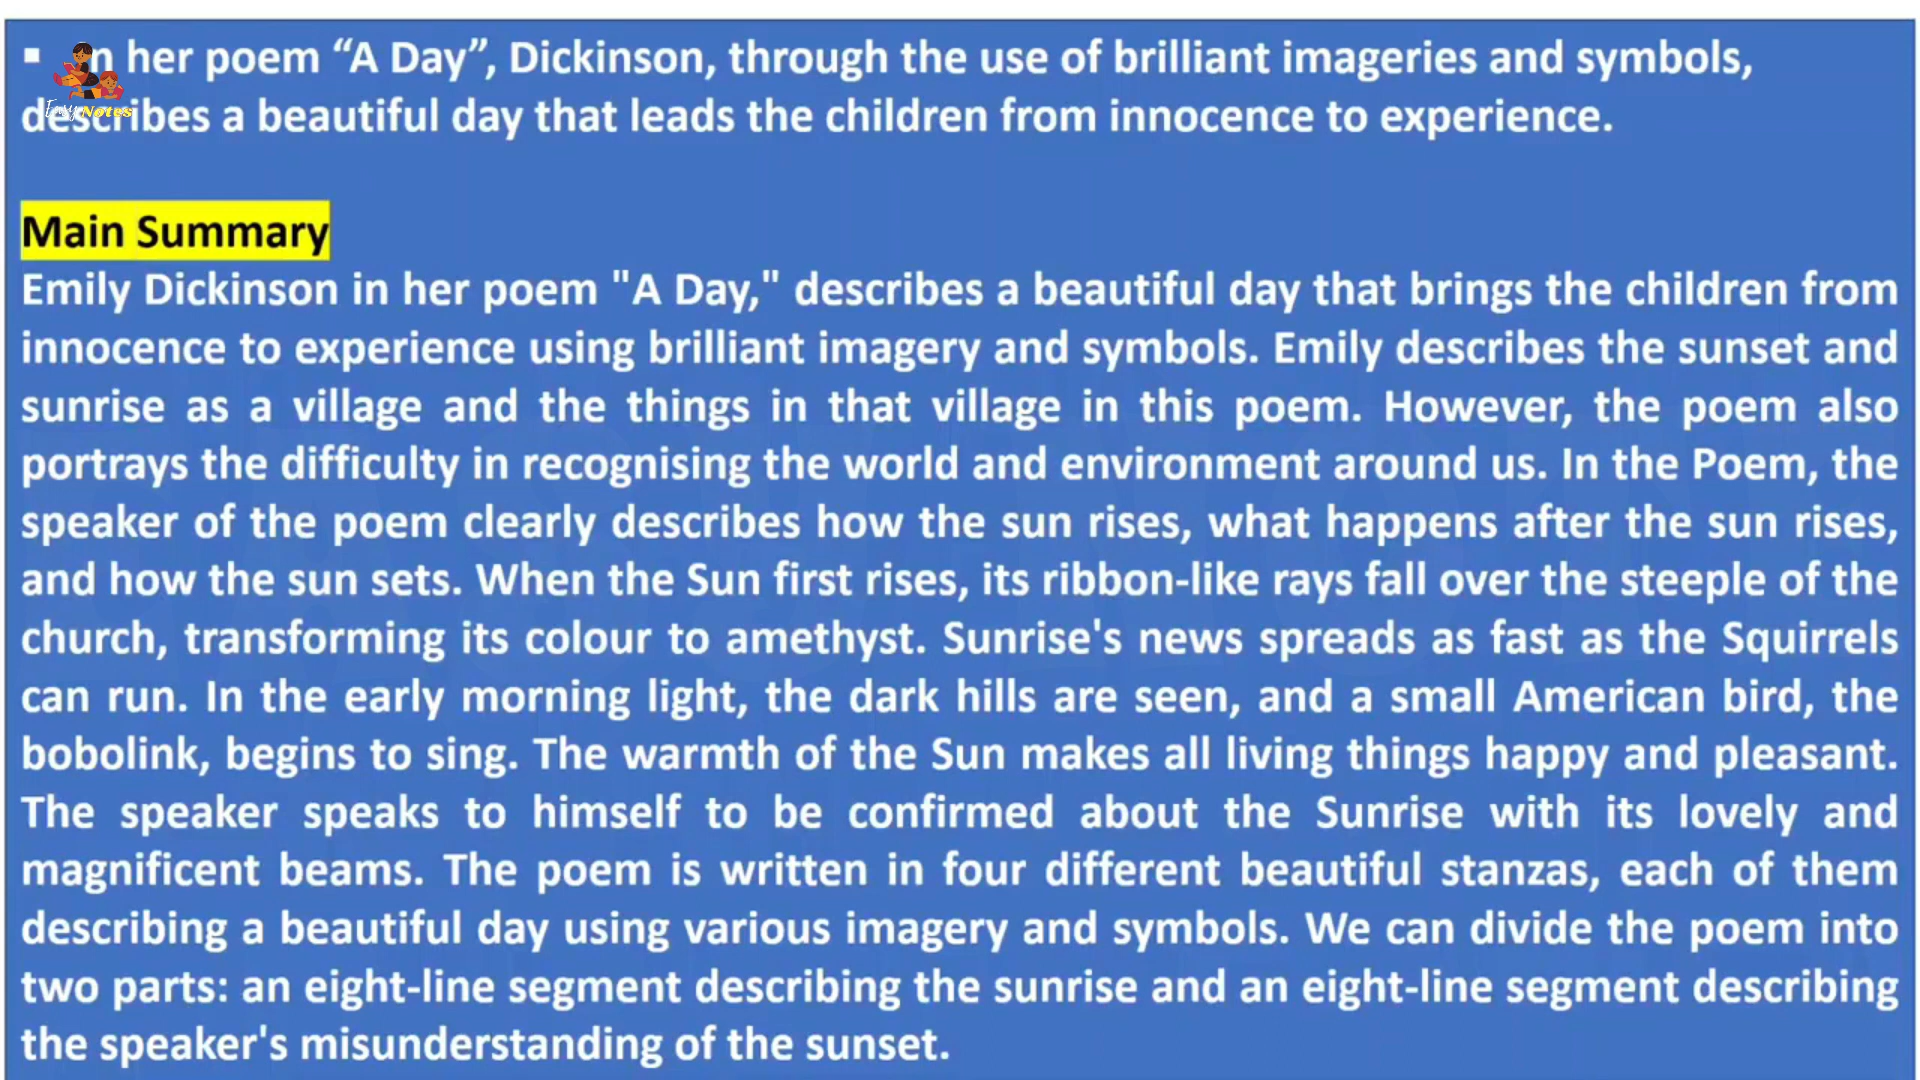 ▪ In her poem “A Day”, Dickinson, through the use of brilliant imageries and symbols,
describes a beautiful day that leads the children from innocence to experience.
Easy Notes
Main Summary
Emily Dickinson in her poem "A Day," describes a beautiful day that brings the children from
innocence to experience using brilliant imagery and symbols. Emily describes the sunset and
sunrise as a village and the things in that village in this poem. However, the poem also
portrays the difficulty in recognising the world and environment around us. In the Poem, the
speaker of the poem clearly describes how the sun rises, what happens after the sun rises,
and how the sun sets. When the Sun first rises, its ribbon-like rays fall over the steeple of the
church, transforming its colour to amethyst. Sunrise's news spreads as fast as the Squirrels
can run. In the early morning light, the dark hills are seen, and a small American bird, the
bobolink, begins to sing. The warmth of the Sun makes all living things happy and pleasant.
The speaker speaks to himself to be confirmed about the Sunrise with its lovely and
magnificent beams. The poem is written in four different beautiful stanzas, each of them
describing a beautiful day using various imagery and symbols. We can divide the poem into
two parts: an eight-line segment describing the sunrise and an eight-line segment describing
the speaker's misunderstanding of the sunset.